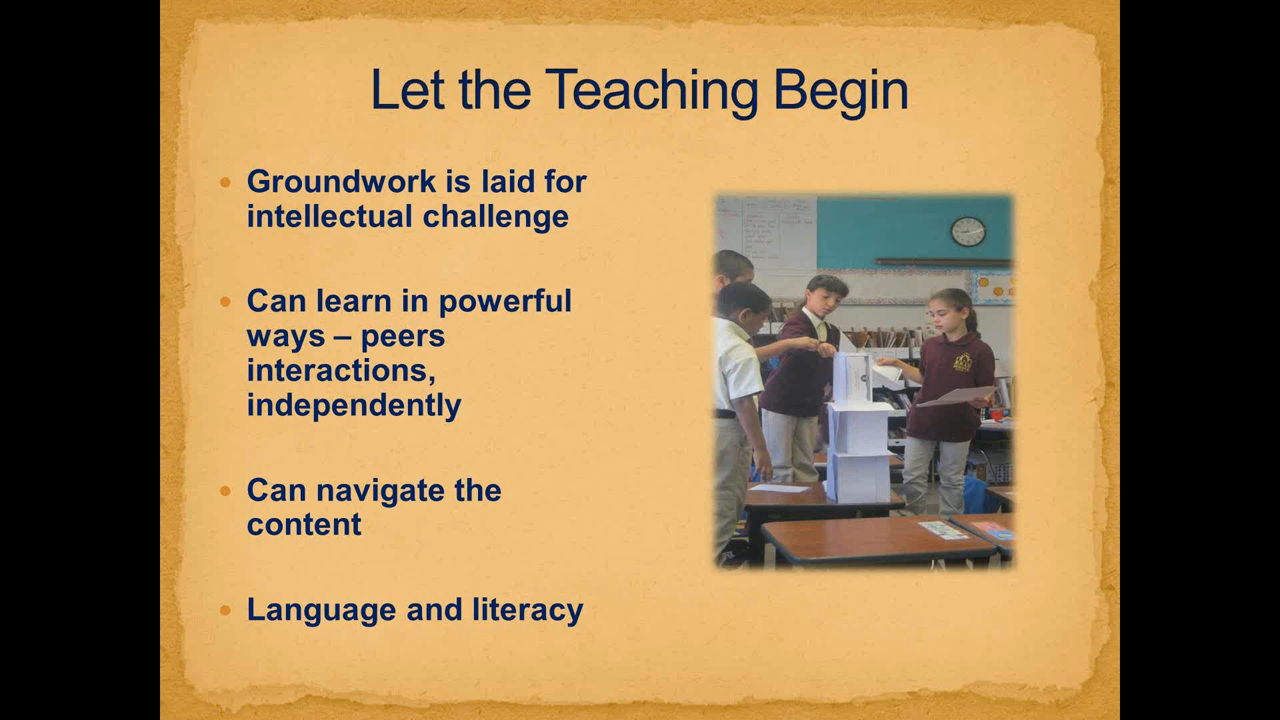 Let the Teaching Begin
Groundwork is laid for
intellectual challenge
Can learn in powerful
ways – peers
interactions,
independently
Can navigate the
content
Language and literacy